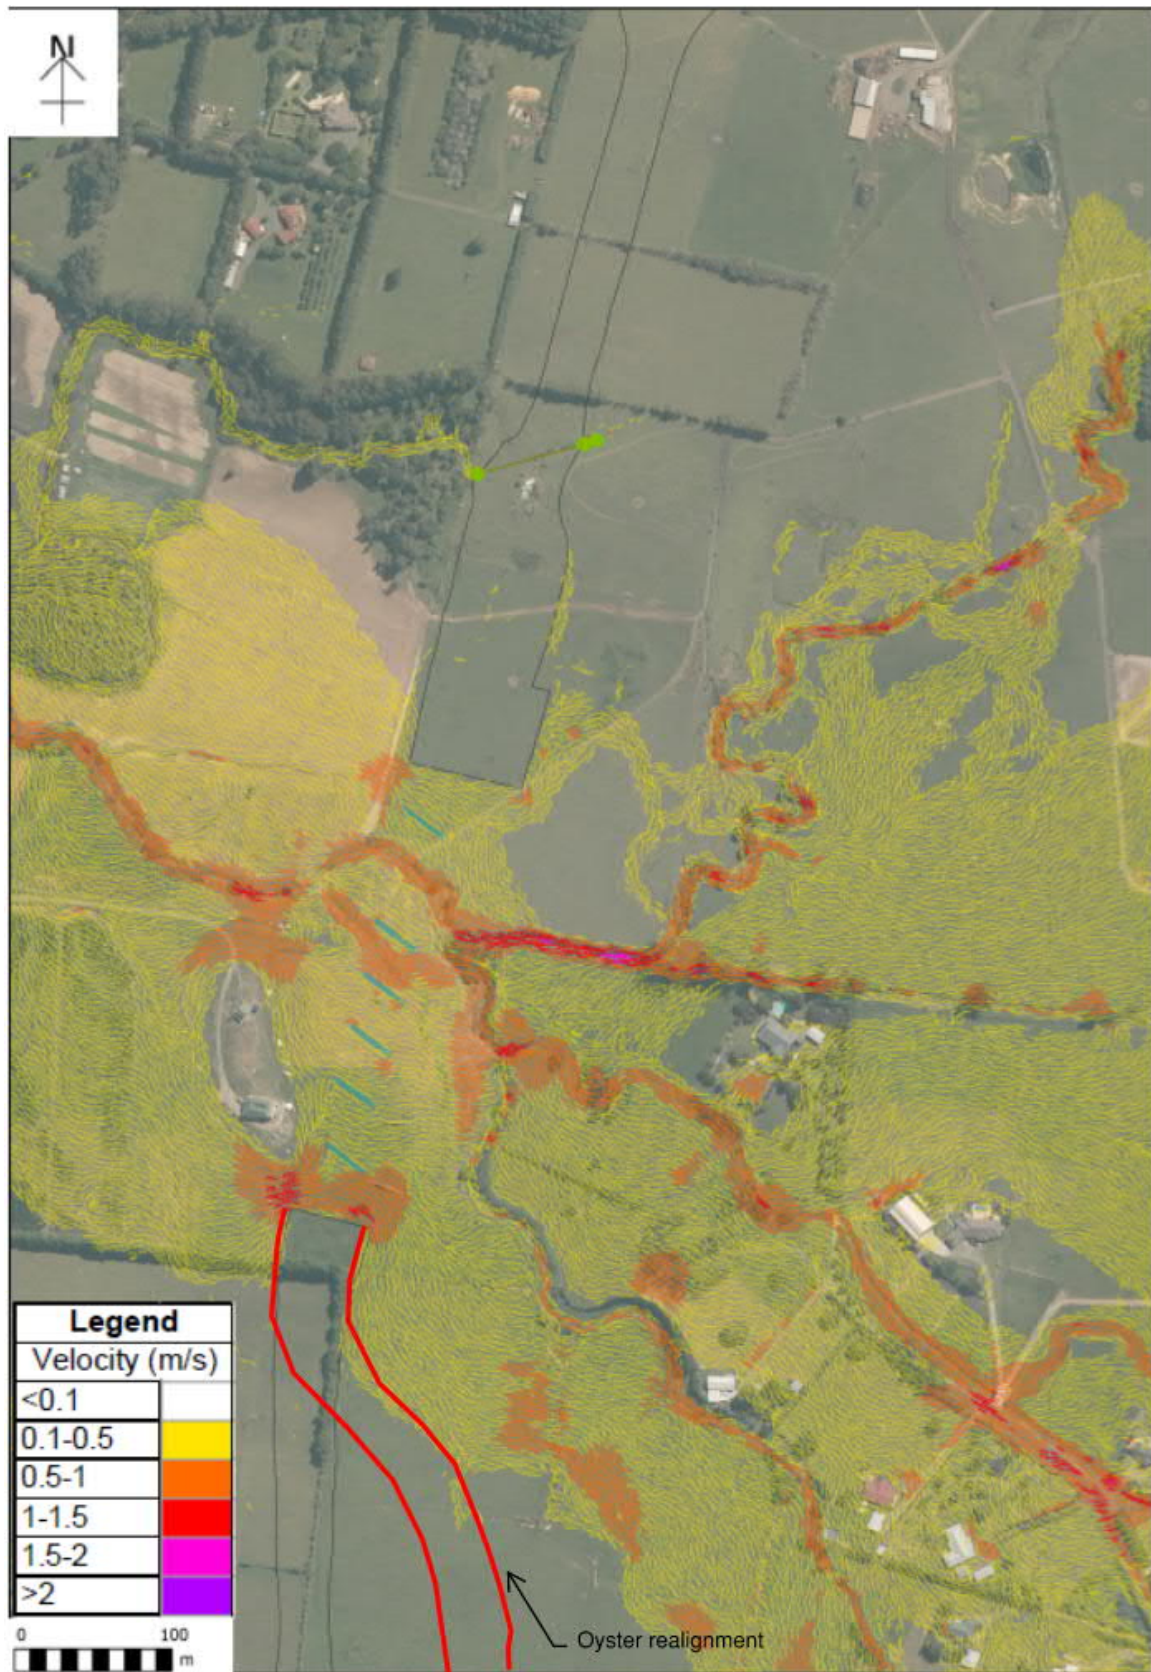 N
Legend
Velocity (m/s)
<0.1
0.1-0.5
0.5-1
1-1.5
1.5-2
>2
0 100
m
Oyster realignment